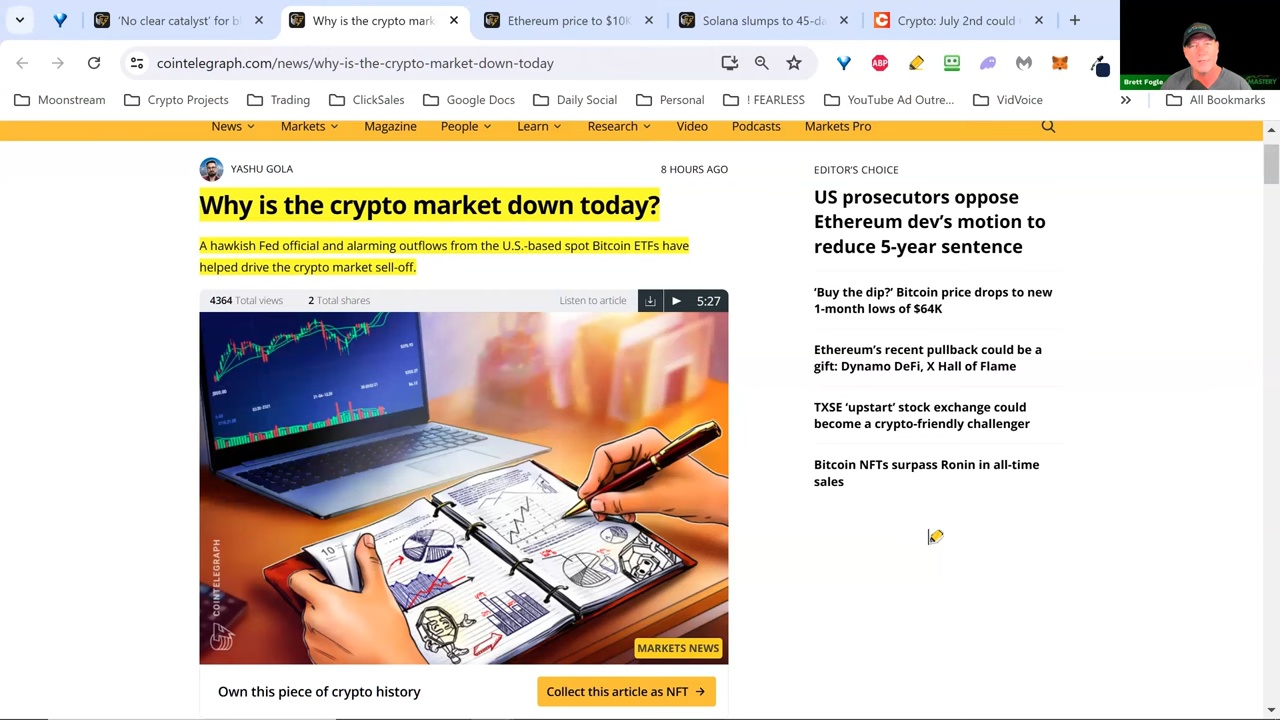 'No clear catalyst' for bl
Why is the crypto mark
Ethereum price to $10K
Solana slumps to 45-da
Crypto: July 2nd could
cointelegraph.com/news/why-is-the-crypto-market-down-today
ABP
Brett Fogle
MASTERY
Moonstream
Crypto Projects
Trading
ClickSales
Google Docs
Daily Social
Personal
! FEARLESS
YouTube Ad Outre...
VidVoice
All Bookmarks
News
Markets
Magazine
People
Learn
Research
Video
Podcasts
Markets Pro
YASHU GOLA
8 HOURS AGO
Why is the crypto market down today?
A hawkish Fed official and alarming outflows from the U.S.-based spot Bitcoin ETFs have
helped drive the crypto market sell-off.
4364 Total views
2 Total shares
Listen to article
5:27
COINTELEGRAPH
MARKETS NEWS
Own this piece of crypto history
Collect this article as NFT →
EDITOR'S CHOICE
US prosecutors oppose
Ethereum dev's motion to
reduce 5-year sentence
'Buy the dip?' Bitcoin price drops to new
1-month lows of $64K
Ethereum's recent pullback could be a
gift: Dynamo DeFi, X Hall of Flame
TXSE 'upstart' stock exchange could
become a crypto-friendly challenger
Bitcoin NFTs surpass Ronin in all-time
sales